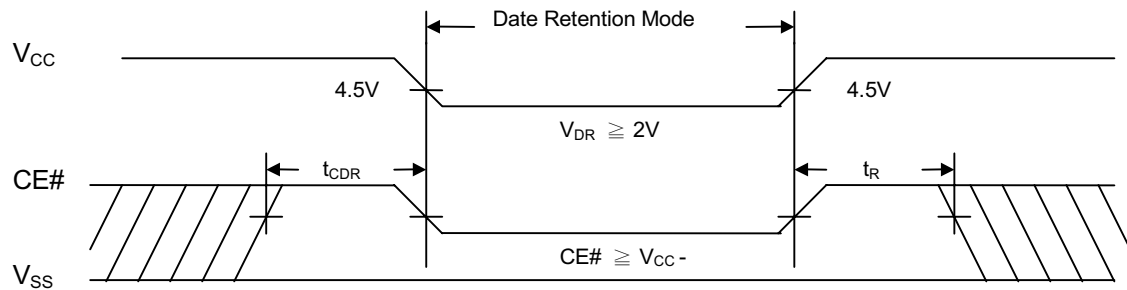 Date Retention Mode
VCC
4.5V
4.5V
VDR ≧ 2V
tCDR
tR
CE#
CE# ≧ VCC -
VSS